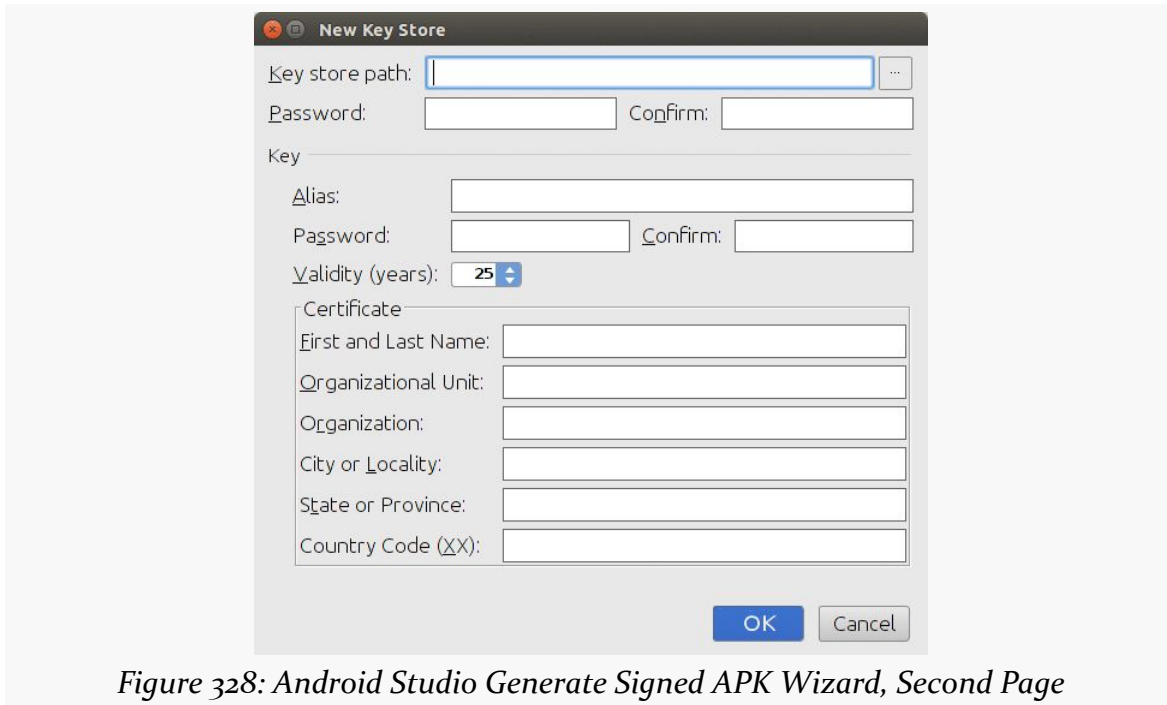 New Key Store
Key store path: ...
Password: Confirm:
Key
Alias:
Password: Confirm:
Validity (years): 25
Certificate
First and Last Name:
Organizational Unit:
Organization:
City or Locality:
State or Province:
Country Code (XX):
OK Cancel
Figure 328: Android Studio Generate Signed APK Wizard, Second Page